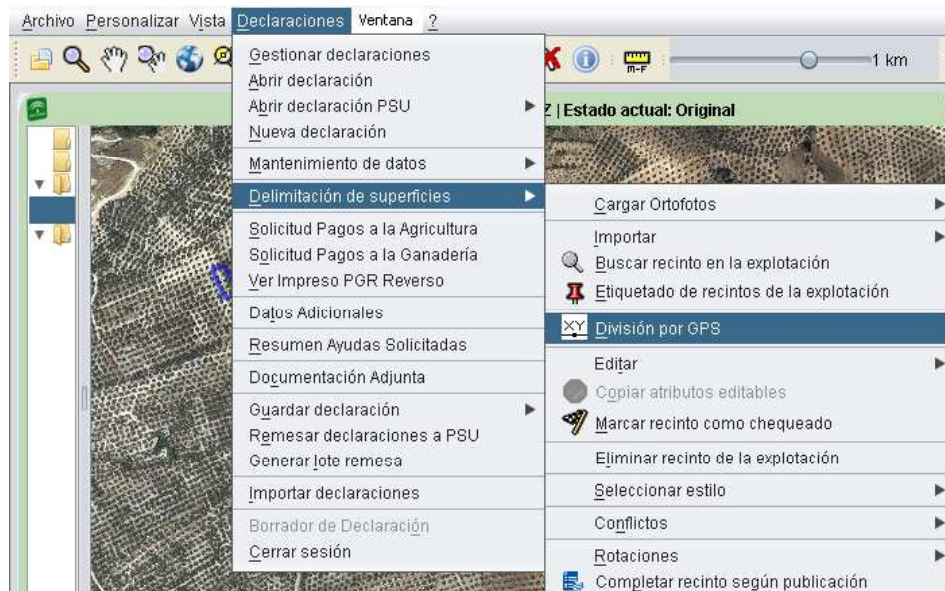 Archivo Personalizar Vista Declaraciones Ventana ?
m-F
1 km
Z | Estado actual: Original
Gestionar declaraciones
Abrir declaración
Abrir declaración PSU
Nueva declaración
Mantenimiento de datos
Delimitación de superficies
Solicitud Pagos a la Agricultura
Solicitud Pagos a la Ganadería
Ver Impreso PGR Reverso
Datos Adicionales
Resumen Ayudas Solicitadas
Documentación Adjunta
Guardar declaración
Remesar declaraciones a PSU
Generar lote remesa
Importar declaraciones
Borrador de Declaración
Cerrar sesión
Cargar Ortofotos
Importar
Buscar recinto en la explotación
Etiquetado de recintos de la explotación
XY División por GPS
Editar
Copiar atributos editables
Marcar recinto como chequeado
Eliminar recinto de la explotación
Seleccionar estilo
Conflictos
Rotaciones
Completar recinto según publicación